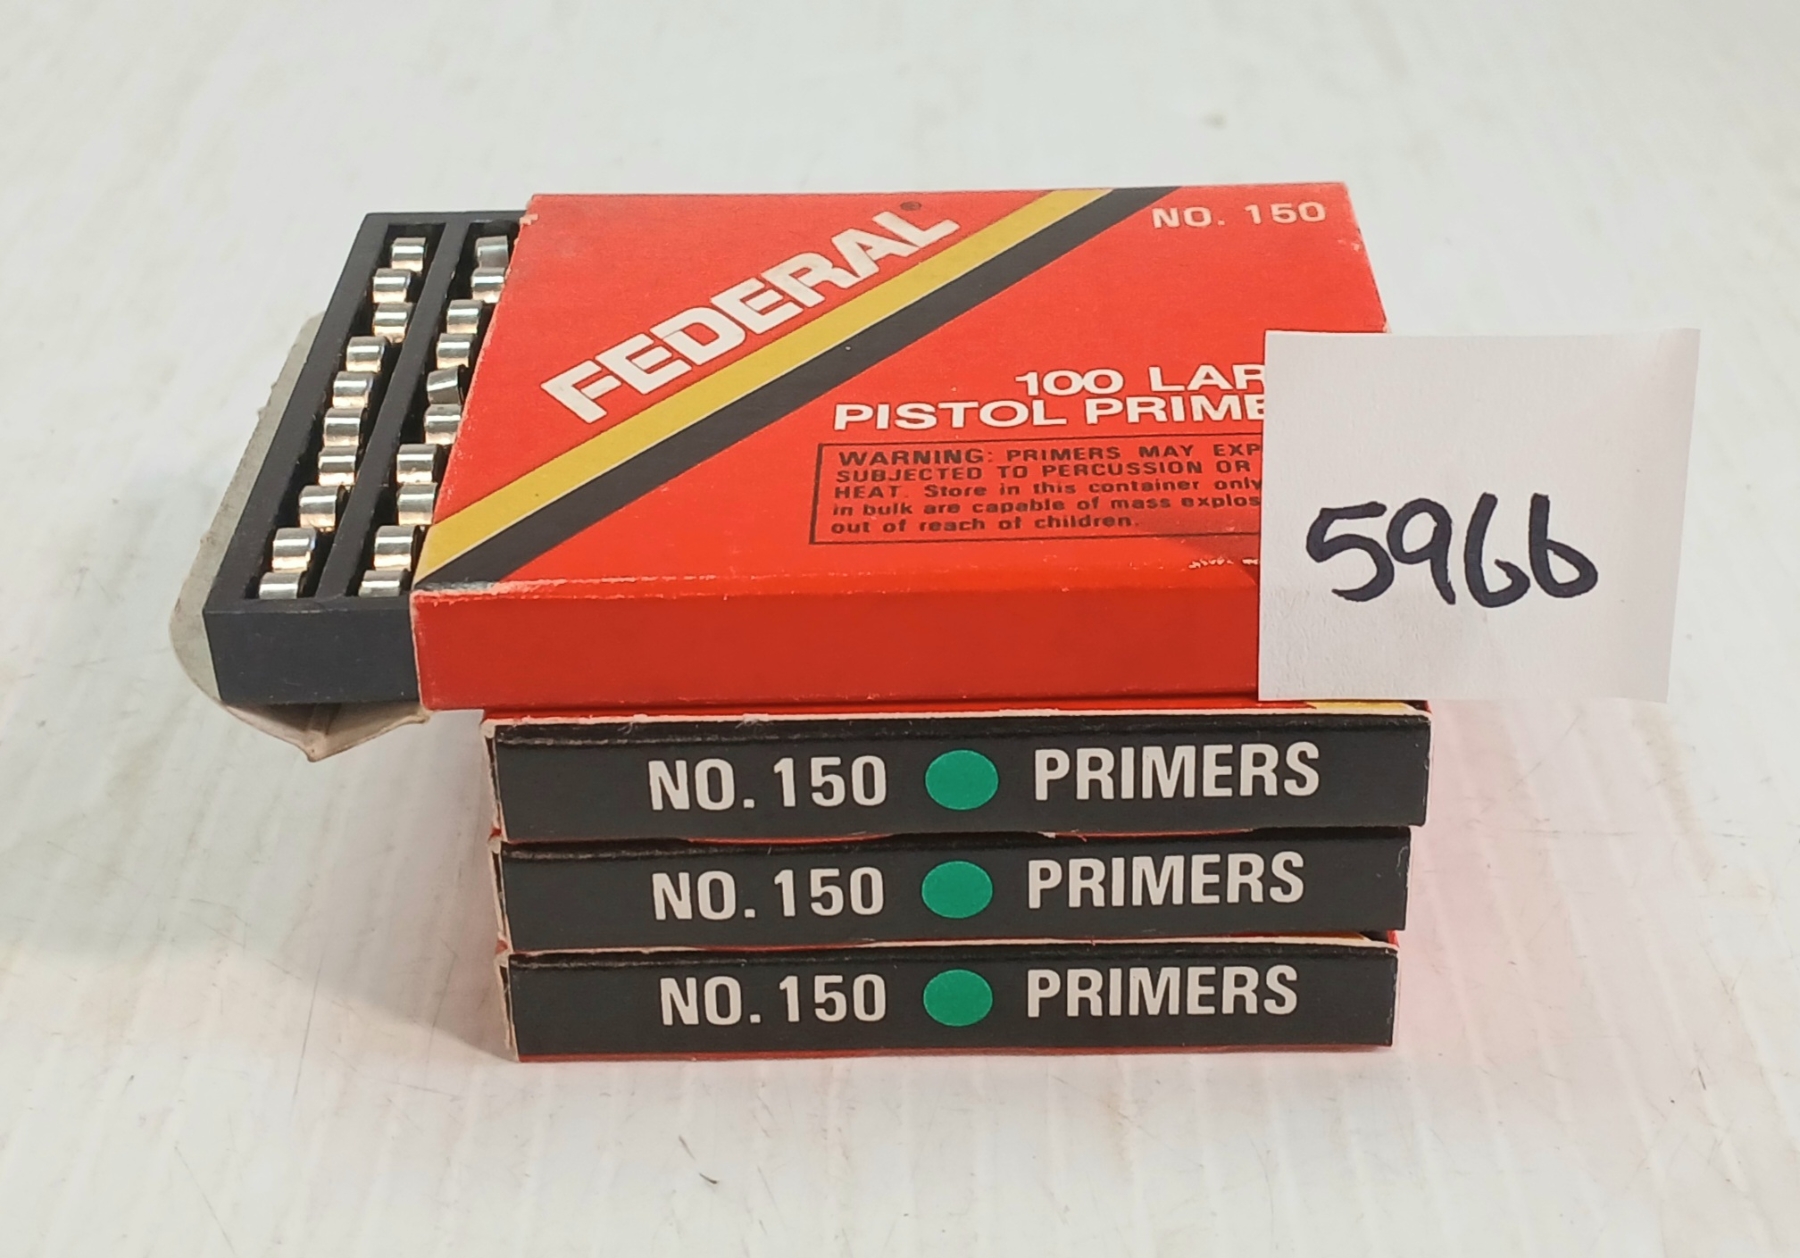 FEDERAL®
NO. 150
100 LAR
PISTOL PRIME
WARNING: PRIMERS MAY EXP
SUBJECTED TO PERCUSSION OR
HEAT. Store in this container only
in bulk are capable of mass explos
out of reach of children.
5966
NO. 150 PRIMERS
NO. 150 PRIMERS
NO. 150 PRIMERS